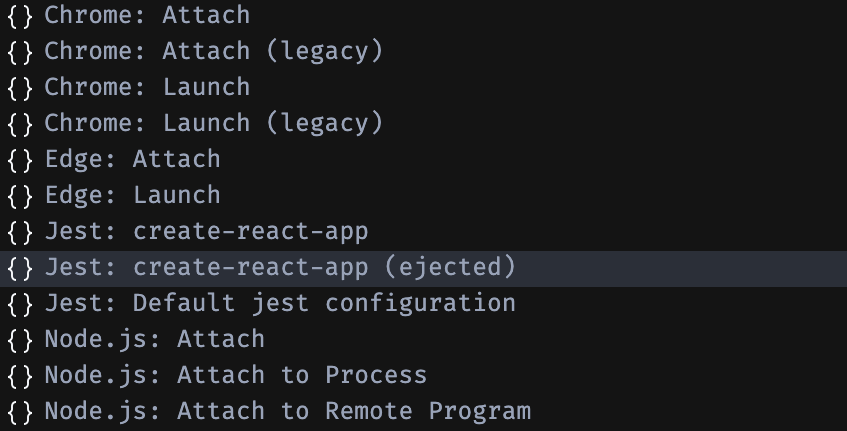 {} Chrome: Attach
{} Chrome: Attach (legacy)
{} Chrome: Launch
{} Chrome: Launch (legacy)
{} Edge: Attach
{} Edge: Launch
{} Jest: create-react-app
{} Jest: create-react-app (ejected)
{} Jest: Default jest configuration
{} Node.js: Attach
{} Node.js: Attach to Process
{} Node.js: Attach to Remote Program